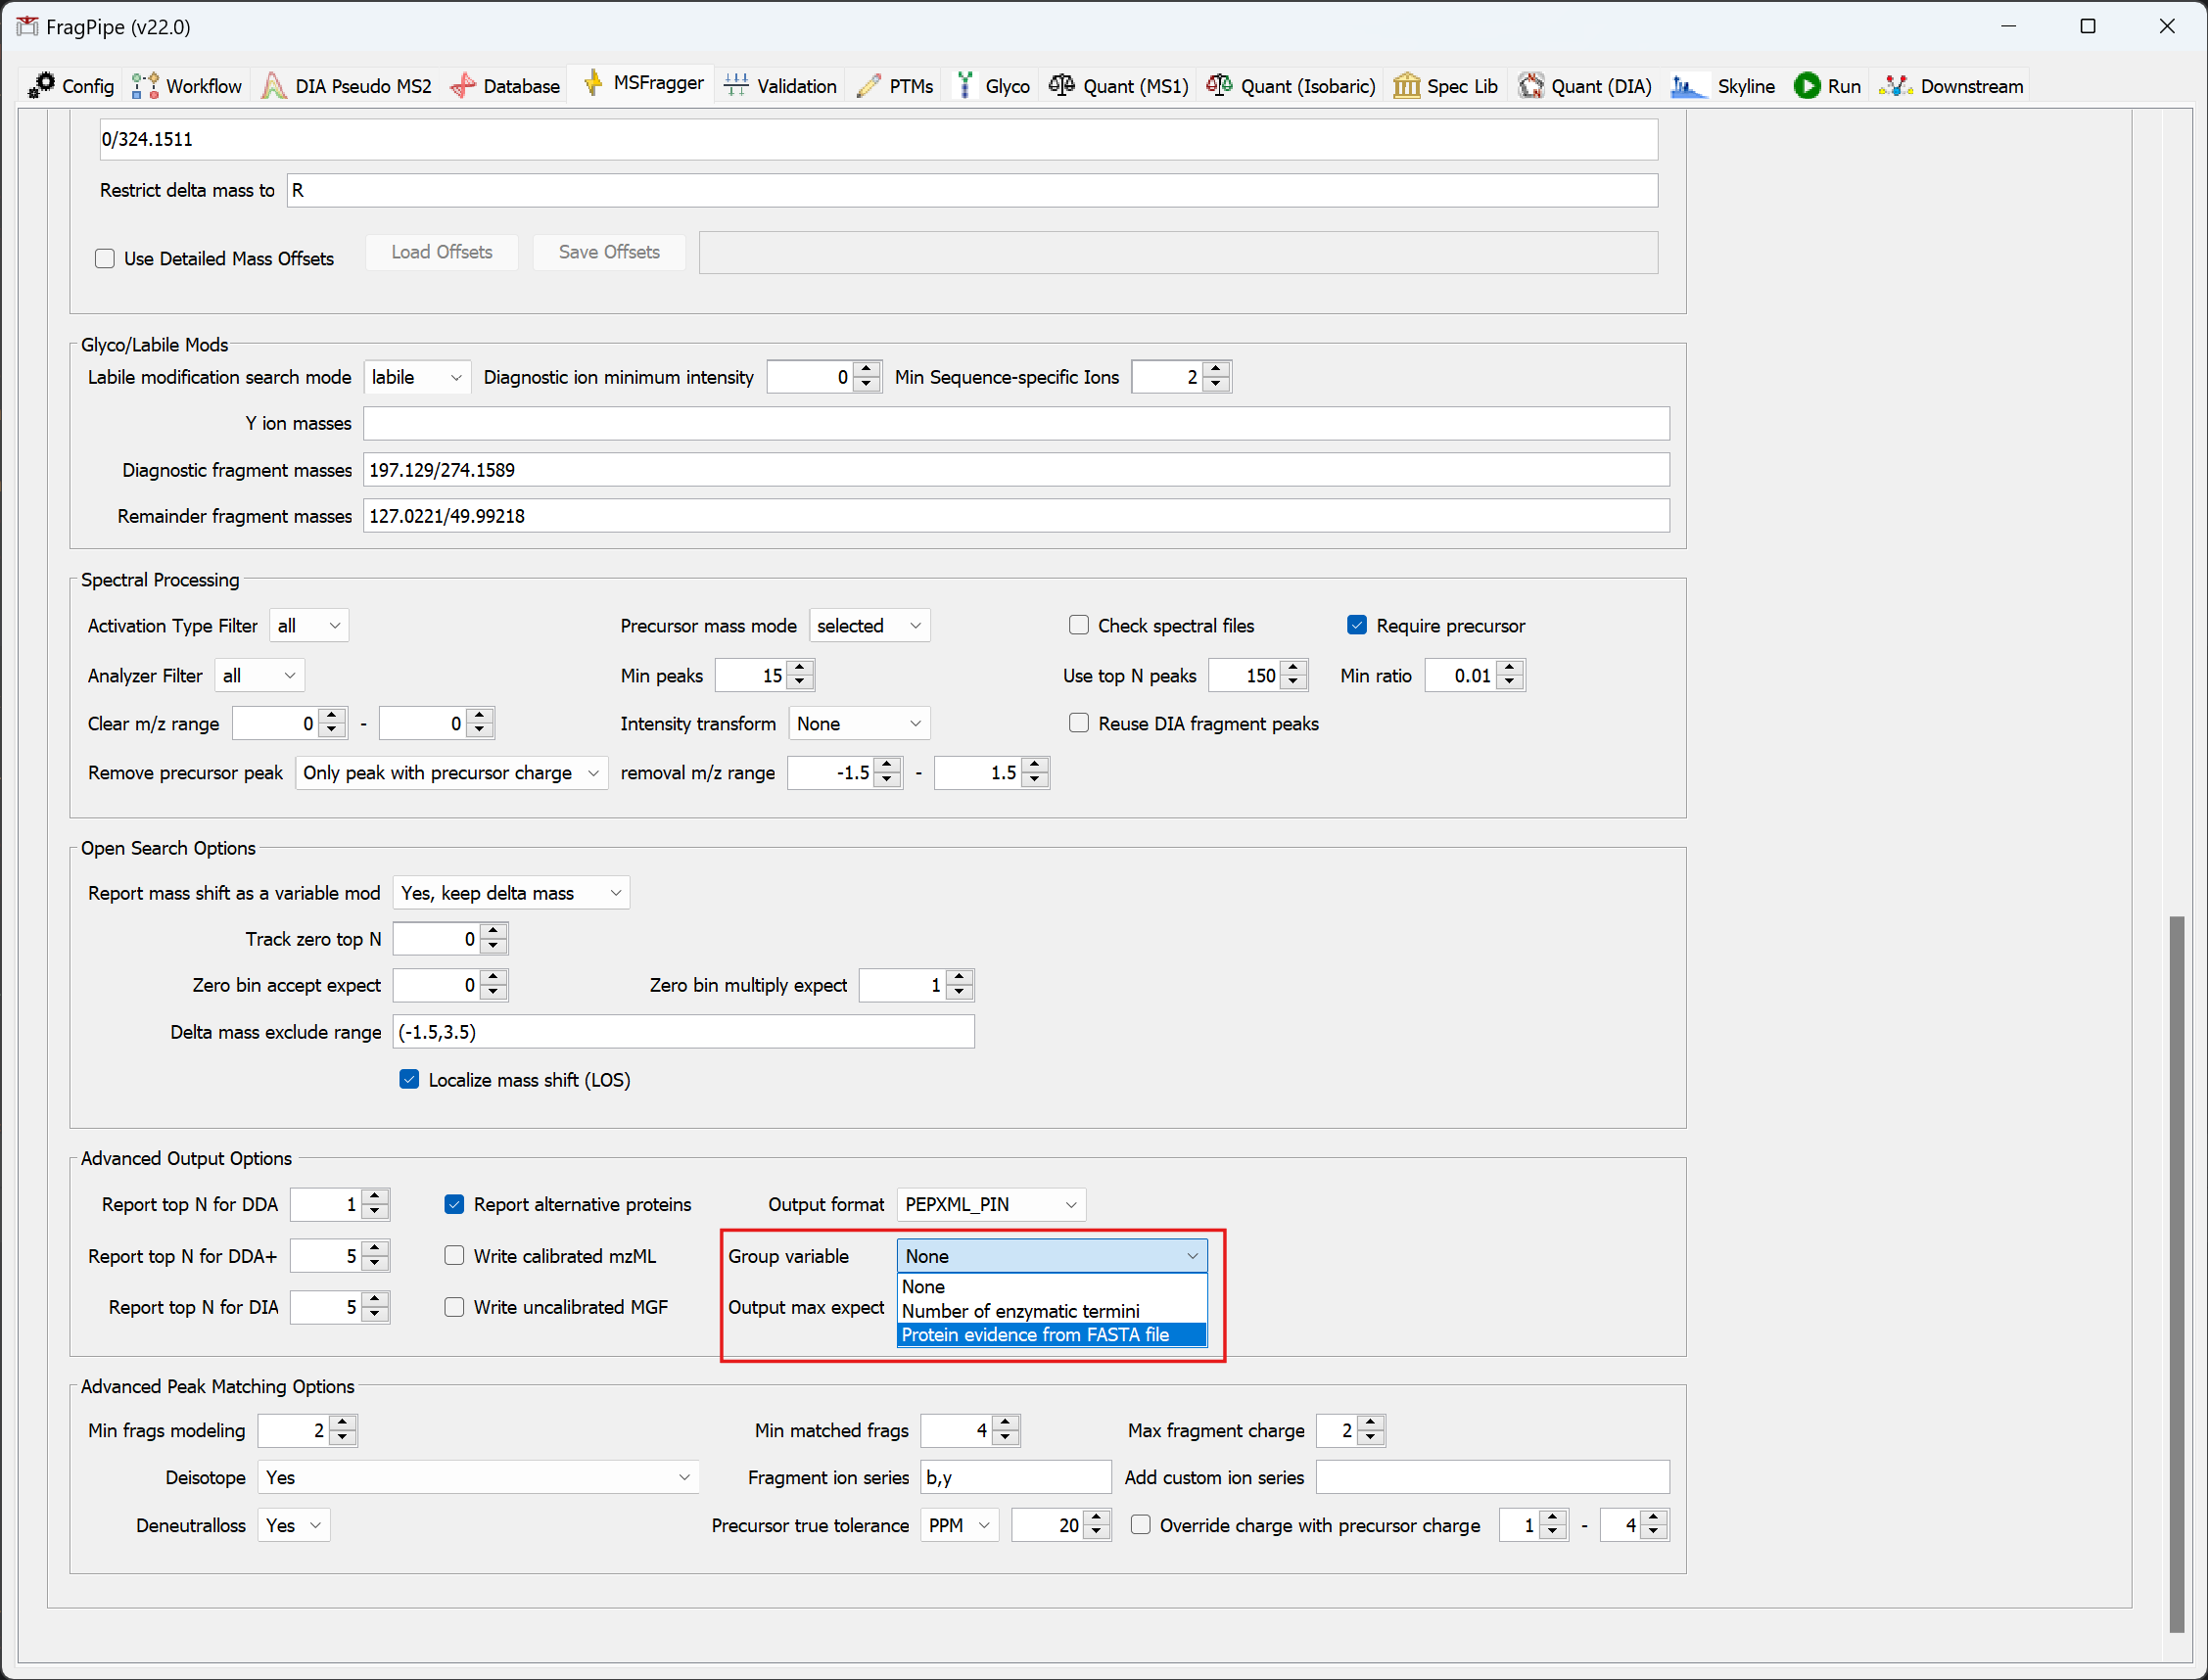 FragPipe (v22.0)
Config Workflow DIA Pseudo MS2 Database MSFragger Validation PTMs Glyco Quant (MS1) Quant (Isobaric) Spec Lib Quant (DIA) Skyline Run Downstream
0/324.1511
Restrict delta mass to R
Use Detailed Mass Offsets Load Offsets Save Offsets
Glyco/Labile Mods
Labile modification search mode labile Diagnostic ion minimum intensity 0 Min Sequence-specific Ions 2
Y ion masses
Diagnostic fragment masses 197.129/274.1589
Remainder fragment masses 127.0221/49.99218
Spectral Processing
Activation Type Filter all Precursor mass mode selected Check spectral files Require precursor
Analyzer Filter all Min peaks 15 Use top N peaks 150 Min ratio 0.01
Clear m/z range 0 - 0 Intensity transform None Reuse DIA fragment peaks
Remove precursor peak Only peak with precursor charge removal m/z range -1.5 - 1.5
Open Search Options
Report mass shift as a variable mod Yes, keep delta mass
Track zero top N 0
Zero bin accept expect 0 Zero bin multiply expect 1
Delta mass exclude range (-1.5,3.5)
Localize mass shift (LOS)
Advanced Output Options
Report top N for DDA 1 Report alternative proteins Output format PEPXML_PIN
Report top N for DDA+ 5 Write calibrated mzML Group variable None
None
Report top N for DIA 5 Write uncalibrated MGF Output max expect Number of enzymatic termini
Protein evidence from FASTA file
Advanced Peak Matching Options
Min frags modeling 2 Min matched frags 4 Max fragment charge 2
Deisotope Yes Fragment ion series b,y Add custom ion series
Deneutralloss Yes Precursor true tolerance PPM 20 Override charge with precursor charge 1 - 4